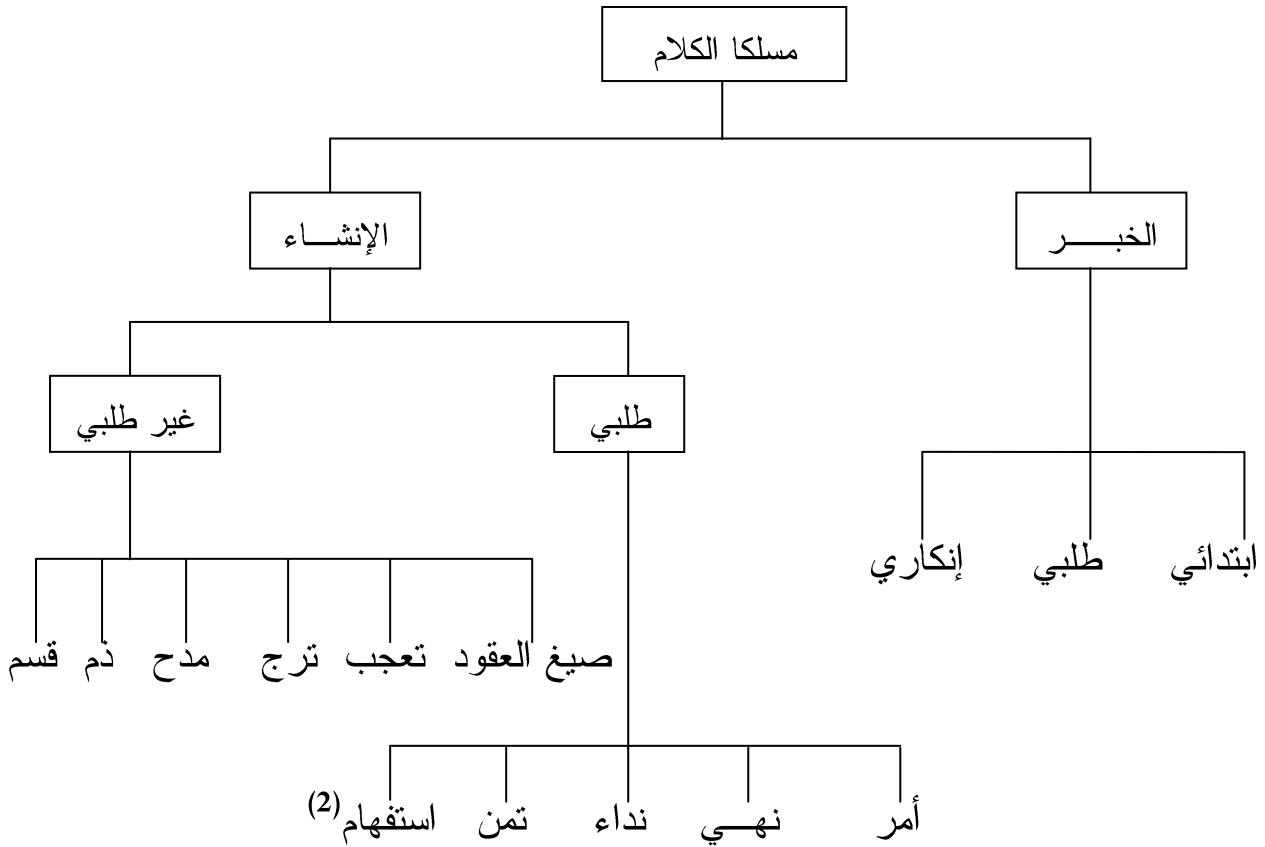 مسلكا الكلام
الخبـــــر
الإنشـــاء
طلبي
غير طلبي
ابتدائي
طلبي
إنكاري
صيغ العقود
تعجب
ترج
مدح
ذم
قسم
أمر
نهـــي
نداء
تمن
استفهام(2)